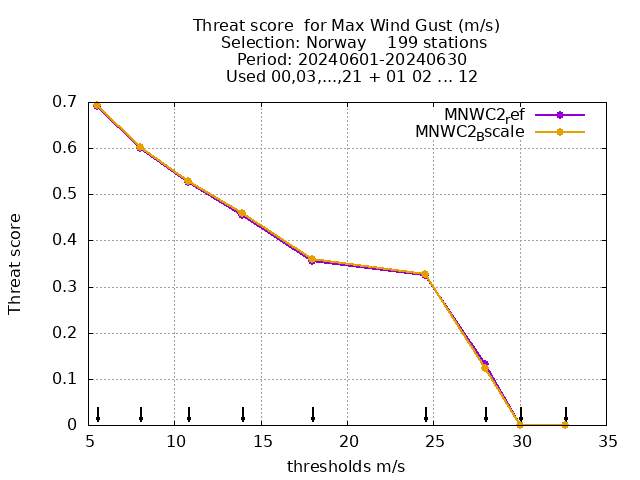 Threat score  for Max Wind Gust (m/s)
Selection: Norway    199 stations
Period: 20240601-20240630
Used 00,03,...,21 + 01 02 ... 12
MNWC2_ref
MNWC2_Bscale
Threat score
0.7
0.6
0.5
0.4
0.3
0.2
0.1
0
5 10 15 20 25 30 35
thresholds m/s